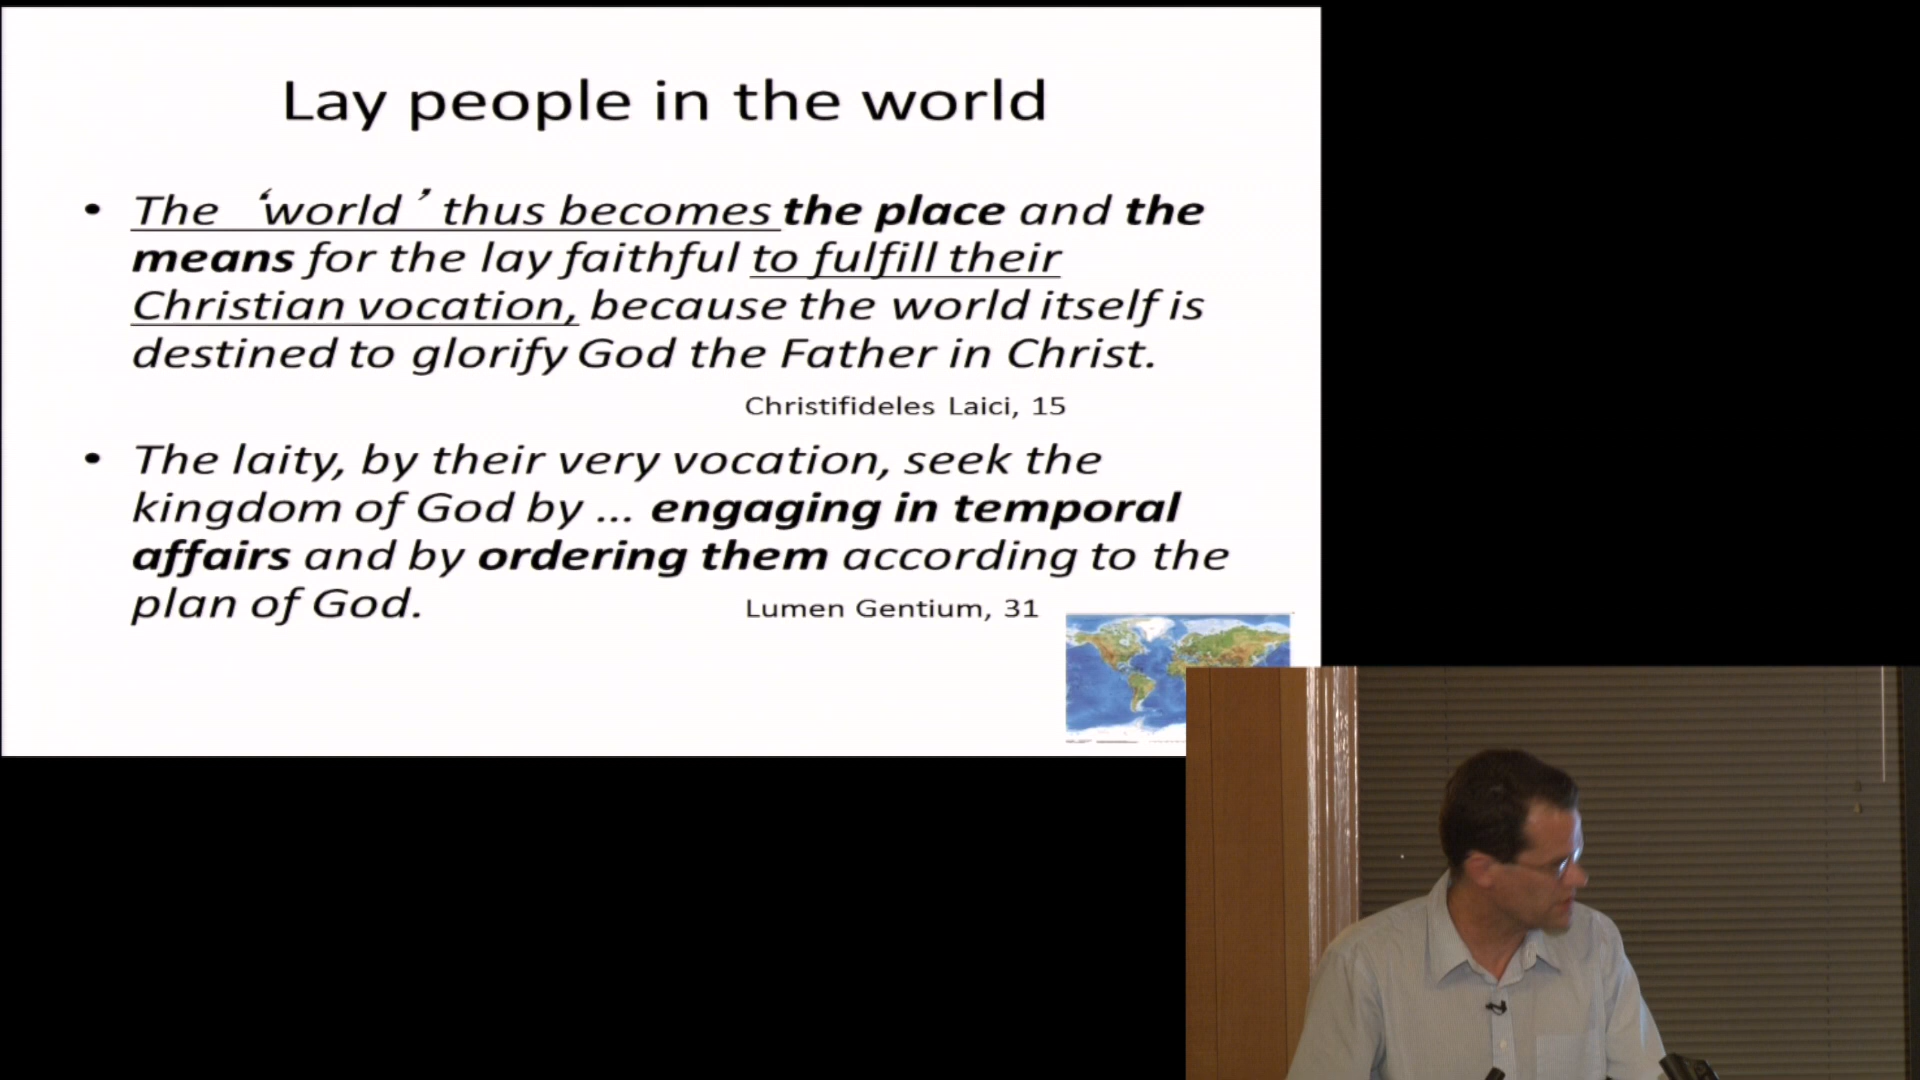 Lay people in the world
• The ‘world’ thus becomes the place and the
means for the lay faithful to fulfill their
Christian vocation, because the world itself is
destined to glorify God the Father in Christ.
Christifideles Laici, 15
• The laity, by their very vocation, seek the
kingdom of God by ... engaging in temporal
affairs and by ordering them according to the
plan of God.
Lumen Gentium, 31